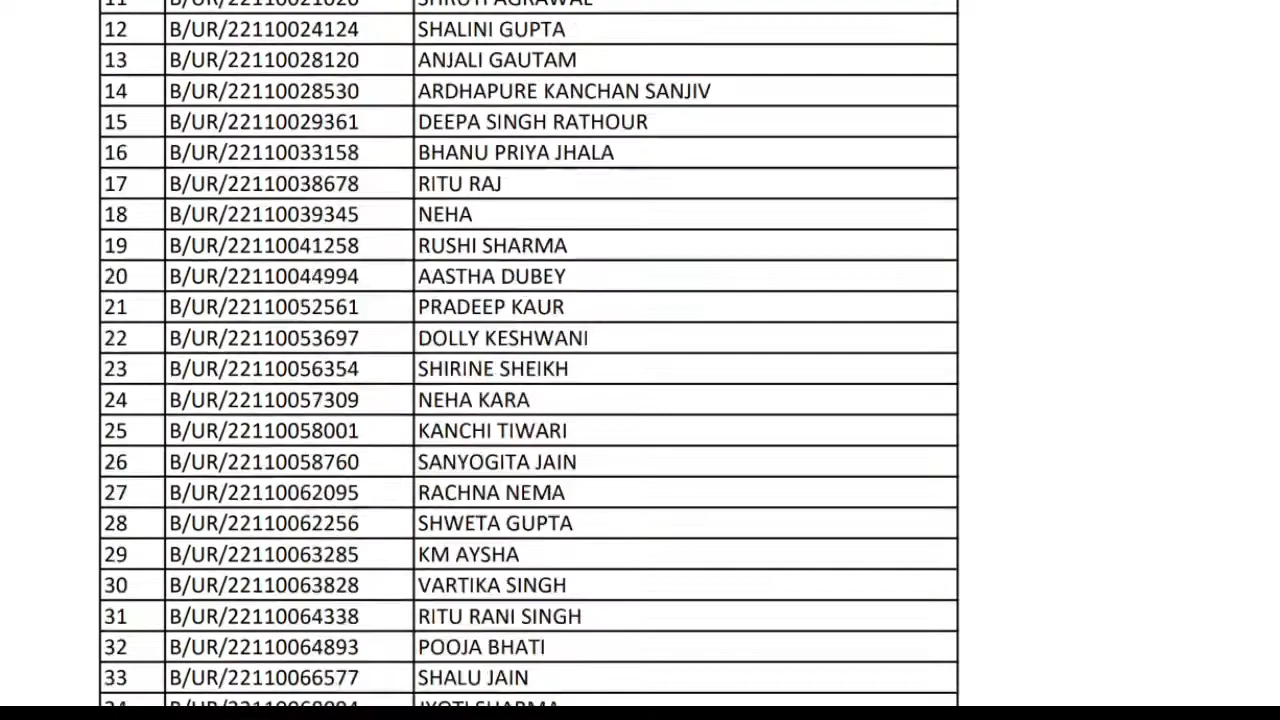 11 B/UR/22110021020 SHRUTI AGRAWAL
12 B/UR/22110024124 SHALINI GUPTA
13 B/UR/22110028120 ANJALI GAUTAM
14 B/UR/22110028530 ARDHAPURE KANCHAN SANJIV
15 B/UR/22110029361 DEEPA SINGH RATHOUR
16 B/UR/22110033158 BHANU PRIYA JHALA
17 B/UR/22110038678 RITU RAJ
18 B/UR/22110039345 NEHA
19 B/UR/22110041258 RUSHI SHARMA
20 B/UR/22110044994 AASTHA DUBEY
21 B/UR/22110052561 PRADEEP KAUR
22 B/UR/22110053697 DOLLY KESHWANI
23 B/UR/22110056354 SHIRINE SHEIKH
24 B/UR/22110057309 NEHA KARA
25 B/UR/22110058001 KANCHI TIWARI
26 B/UR/22110058760 SANYOGITA JAIN
27 B/UR/22110062095 RACHNA NEMA
28 B/UR/22110062256 SHWETA GUPTA
29 B/UR/22110063285 KM AYSHA
30 B/UR/22110063828 VARTIKA SINGH
31 B/UR/22110064338 RITU RANI SINGH
32 B/UR/22110064893 POOJA BHATI
33 B/UR/22110066577 SHALU JAIN
34 JYOTI SHARMA